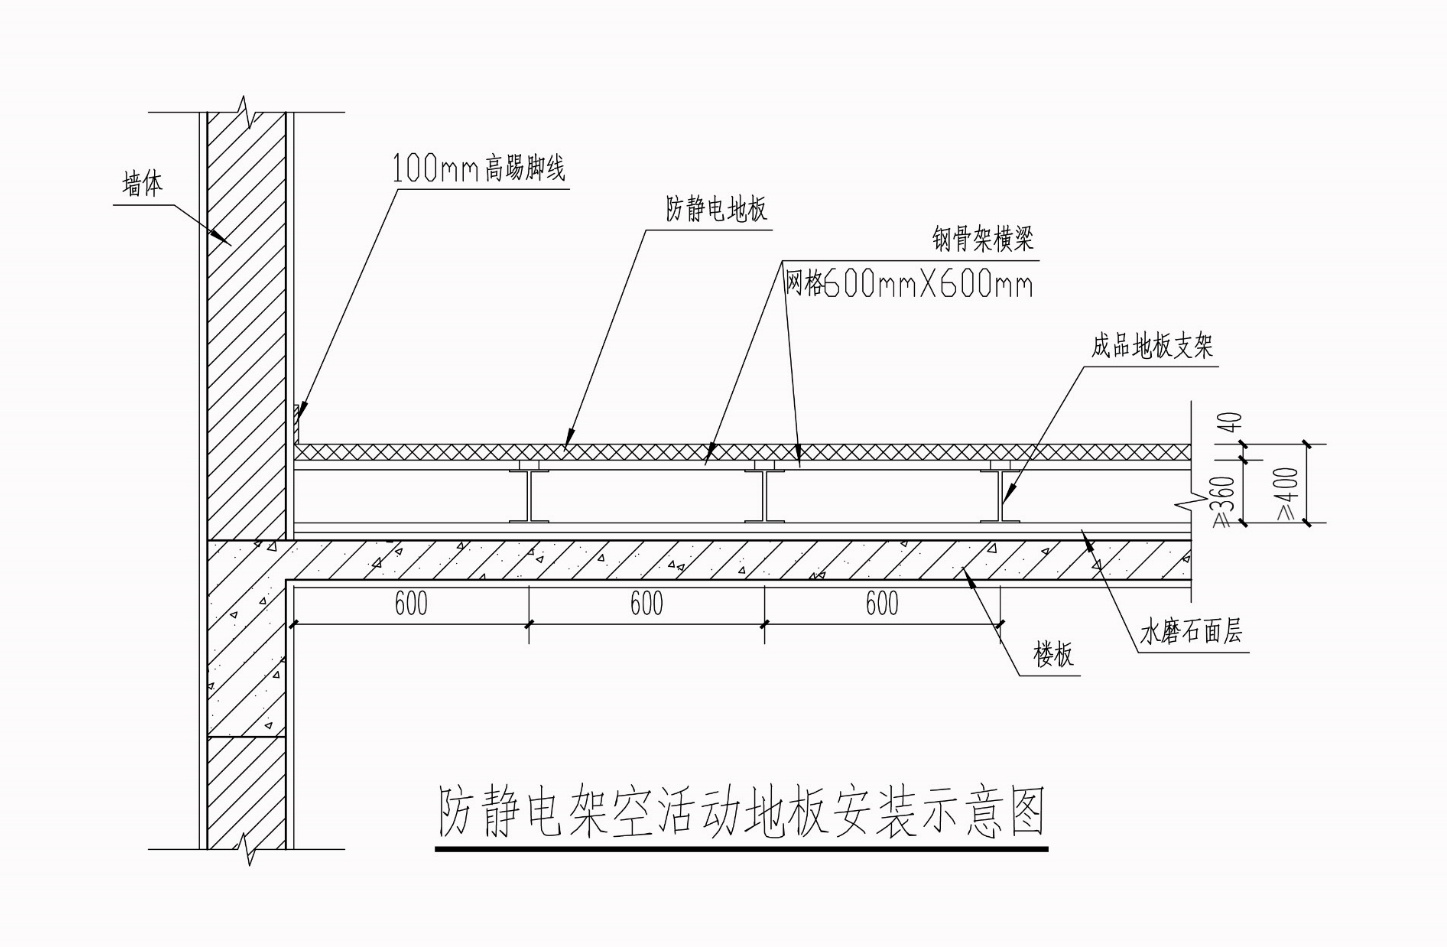 墙体
100mm高踢脚线
防静电地板
钢骨架横梁
网格600mmX600mm
成品地板支架
40
≥360
≥400
600
600
600
水磨石面层
楼板
防静电架空活动地板安装示意图